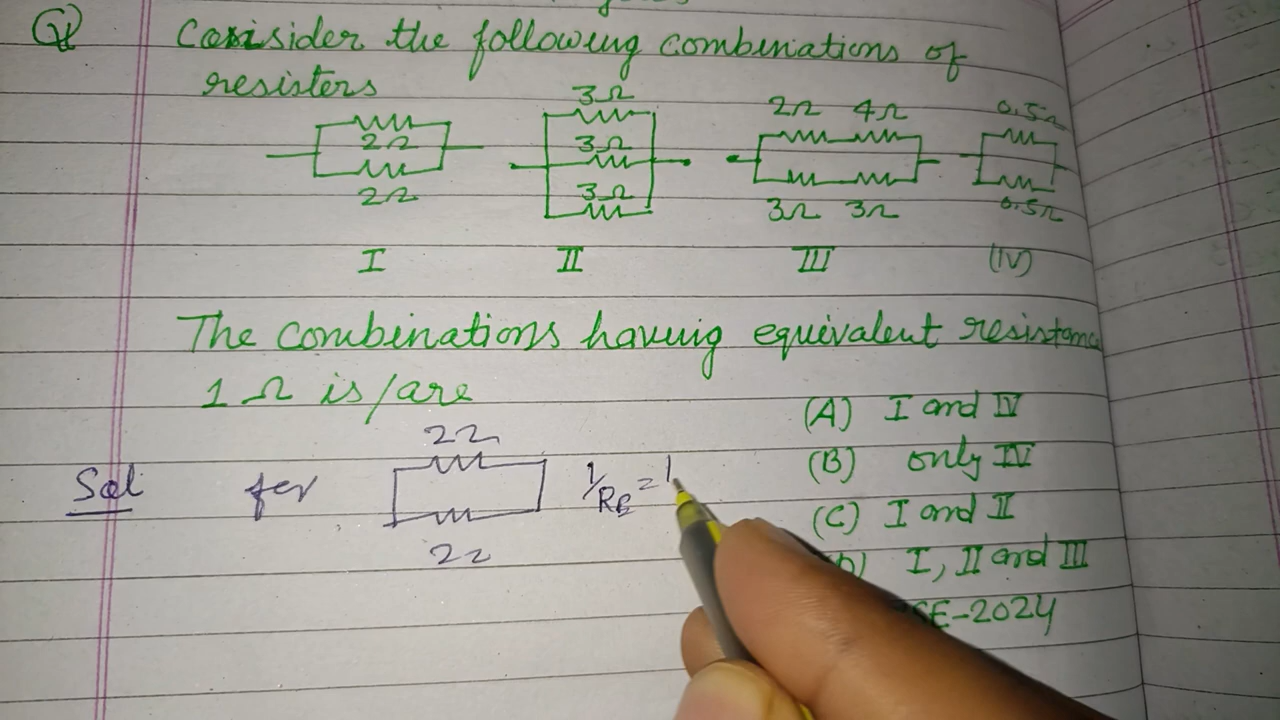 Q Consider the following combinations of
resisters
2Ω
2Ω
I
3Ω
3Ω
3Ω
II
2Ω 4Ω
3Ω 3Ω
III
0.5Ω
0.5Ω
(IV)
The combinations having equivalent resistance
1 Ω is/are
(A) I and IV
(B) only IV
(C) I and II
I, II and III
SE-2024
Sol for
2Ω
2Ω
1/RE = 1